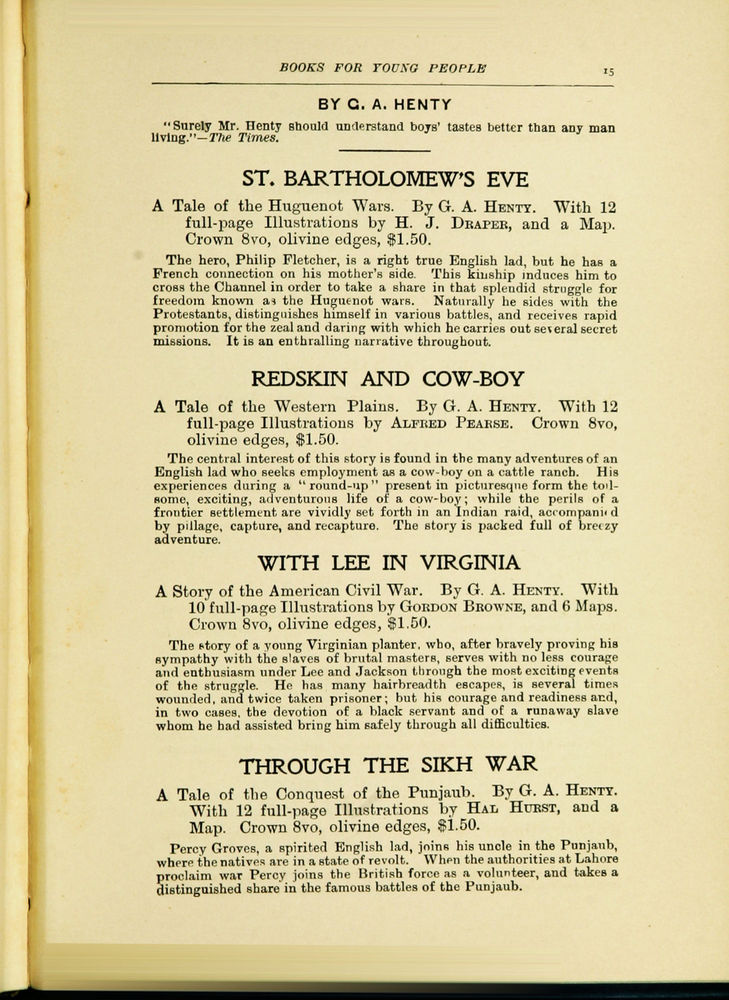 BOOKS FOR YOUNG PEOPLE 15
BY G. A. HENTY
"Surely Mr. Henty should understand boys' tastes better than any man
living."—The Times.
ST. BARTHOLOMEW'S EVE
A Tale of the Huguenot Wars. By G. A. HENTY. With 12
full-page Illustrations by H. J. DRAPER, and a Map.
Crown 8vo, olivine edges, $1.50.
The hero, Philip Fletcher, is a right true English lad, but he has a
French connection on his mother's side. This kinship induces him to
cross the Channel in order to take a share in that splendid struggle for
freedom known as the Huguenot wars. Naturally he sides with the
Protestants, distinguishes himself in various battles, and receives rapid
promotion for the zeal and daring with which he carries out several secret
missions. It is an enthralling narrative throughout.
REDSKIN AND COW-BOY
A Tale of the Western Plains. By G. A. HENTY. With 12
full-page Illustrations by ALFRED PEARSE. Crown 8vo,
olivine edges, $1.50.
The central interest of this story is found in the many adventures of an
English lad who seeks employment as a cow-boy on a cattle ranch. His
experiences during a "round-up" present in picturesque form the toil-
some, exciting, adventurous life of a cow-boy; while the perils of a
frontier settlement are vividly set forth in an Indian raid, accompanied
by pillage, capture, and recapture. The story is packed full of breezy
adventure.
WITH LEE IN VIRGINIA
A Story of the American Civil War. By G. A. HENTY. With
10 full-page Illustrations by GORDON BROWNE, and 6 Maps.
Crown 8vo, olivine edges, $1.50.
The story of a young Virginian planter, who, after bravely proving his
sympathy with the slaves of brutal masters, serves with no less courage
and enthusiasm under Lee and Jackson through the most exciting events
of the struggle. He has many hairbreadth escapes, is several times
wounded, and twice taken prisoner; but his courage and readiness and,
in two cases, the devotion of a black servant and of a runaway slave
whom he had assisted bring him safely through all difficulties.
THROUGH THE SIKH WAR
A Tale of the Conquest of the Punjaub. By G. A. HENTY.
With 12 full-page Illustrations by HAL HURST, and a
Map. Crown 8vo, olivine edges, $1.50.
Percy Groves, a spirited English lad, joins his uncle in the Punjaub,
where the natives are in a state of revolt. When the authorities at Lahore
proclaim war Percy joins the British force as a volunteer, and takes a
distinguished share in the famous battles of the Punjaub.